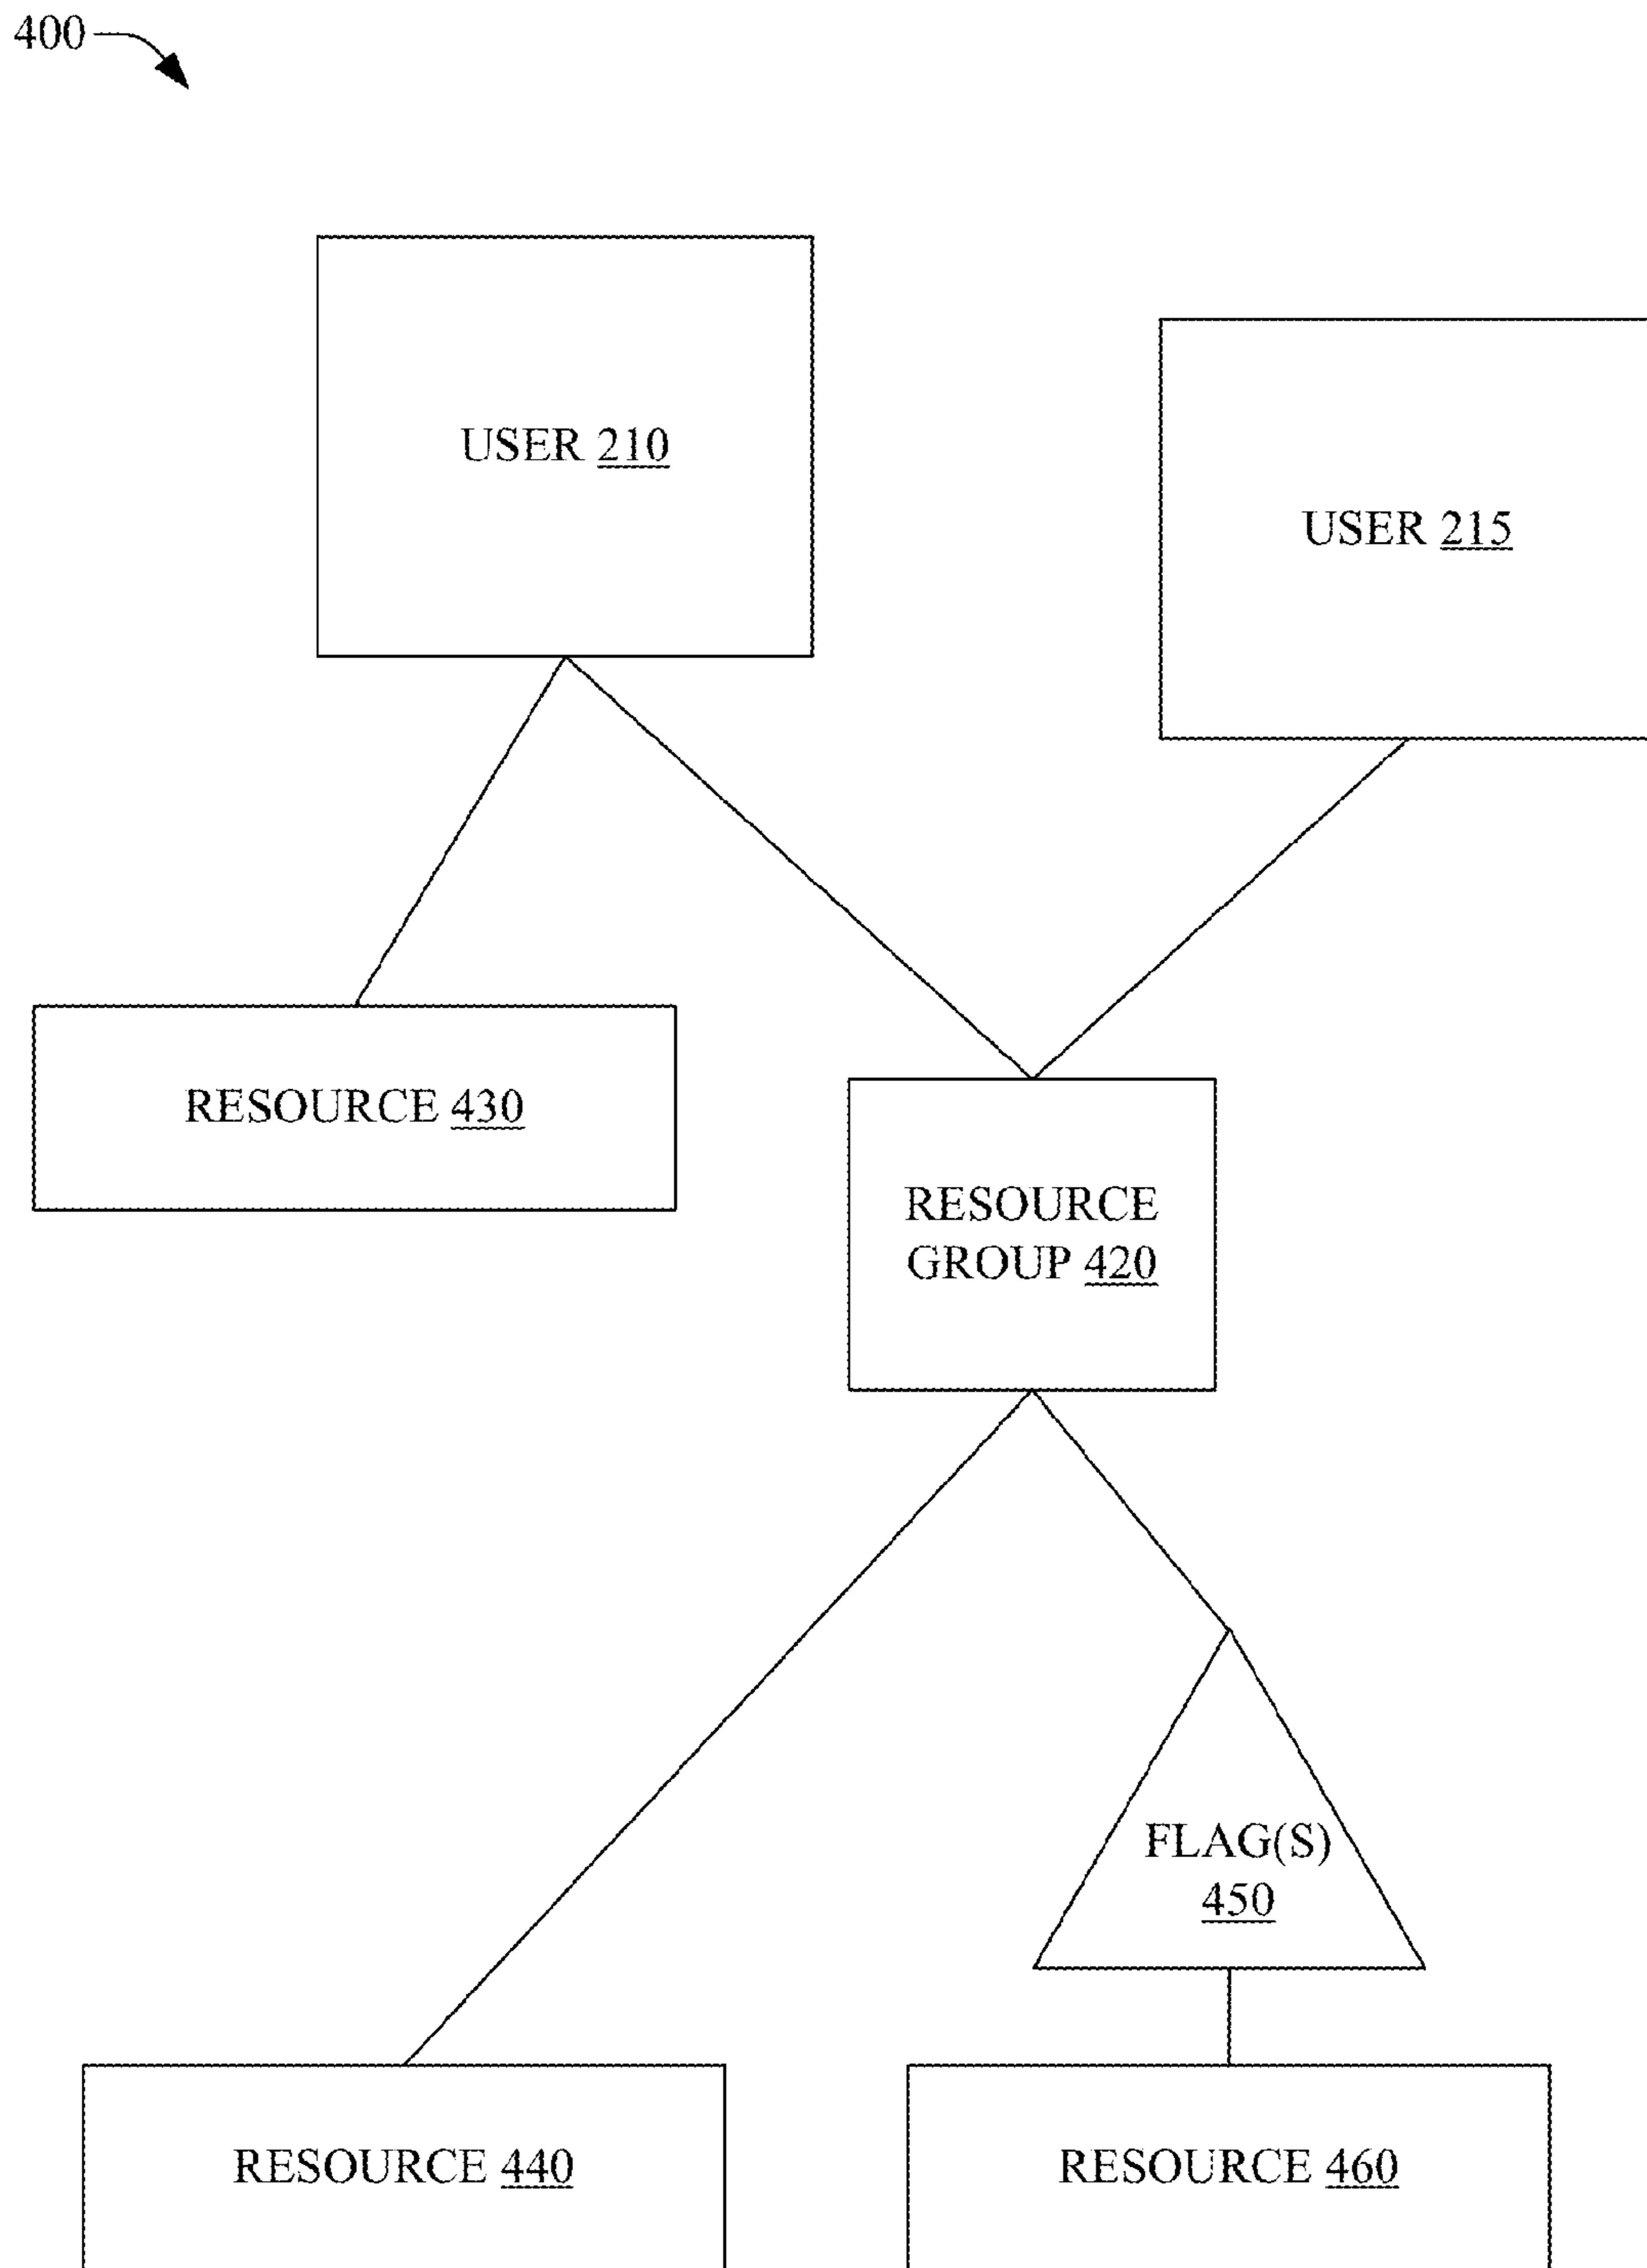 400
USER 210
USER 215
RESOURCE 430
RESOURCE
GROUP 420
FLAG(S)
450
RESOURCE 440
RESOURCE 460